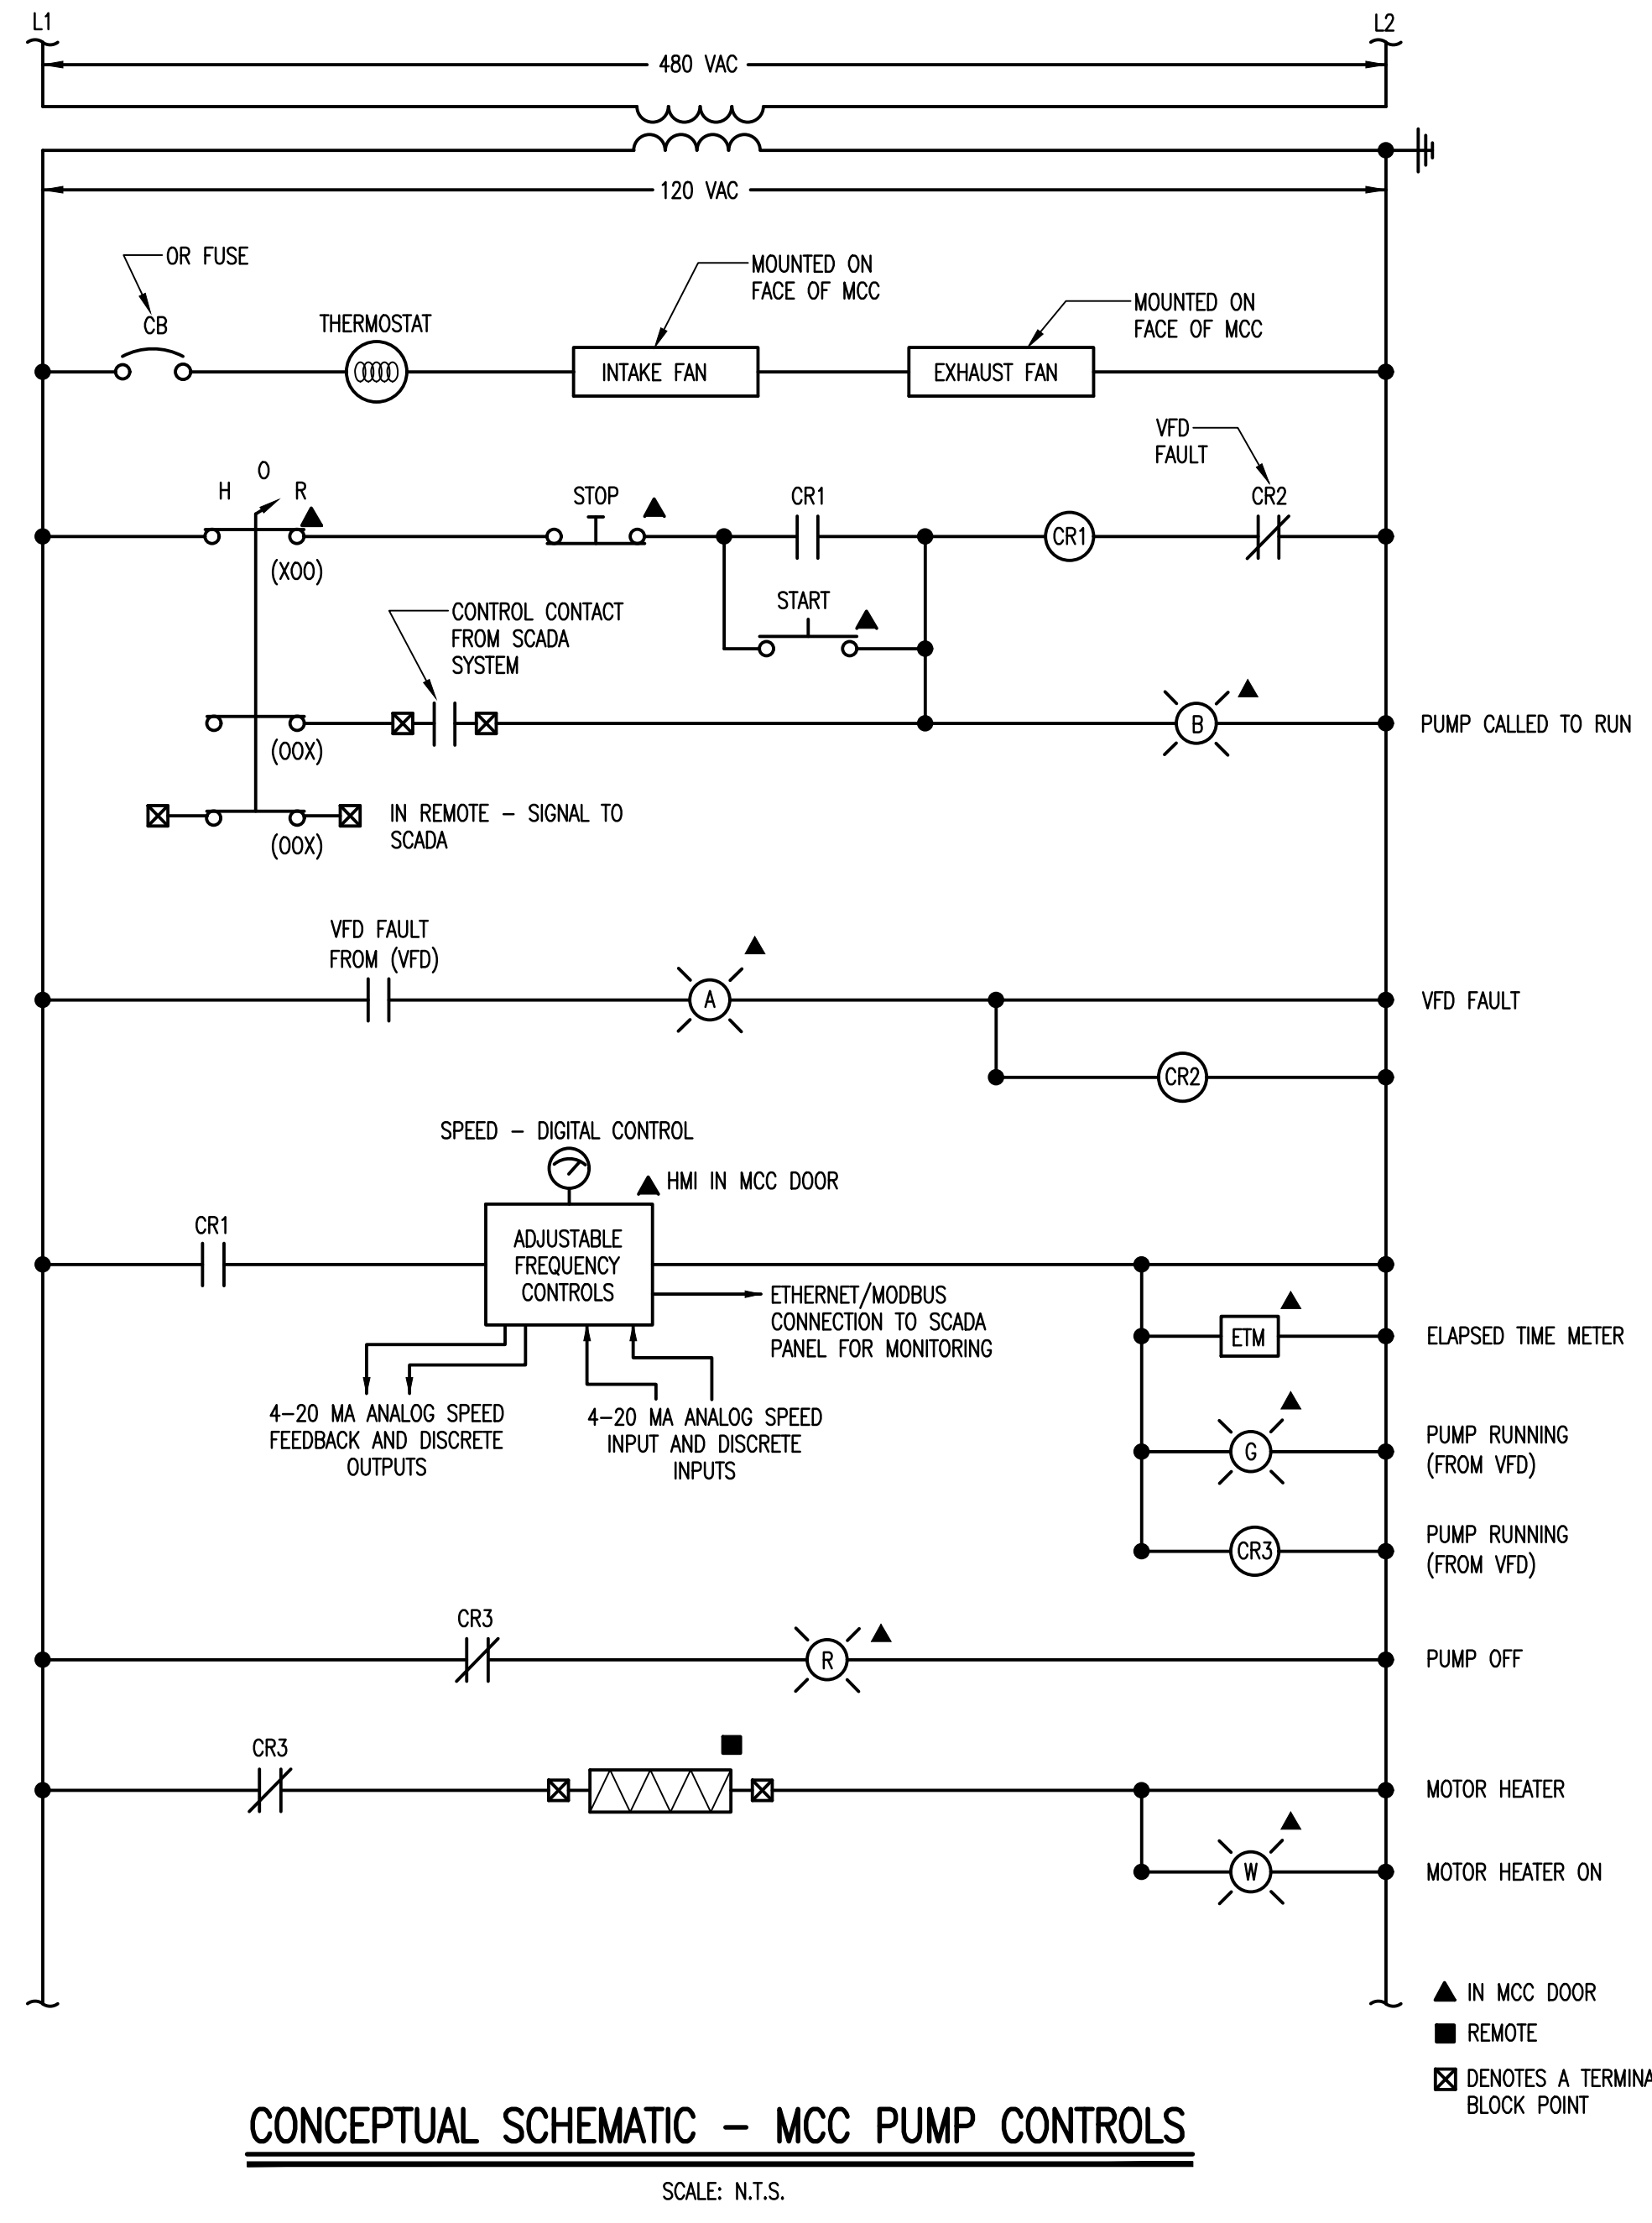 L1
L2
480 VAC
120 VAC
OR FUSE
CB
THERMOSTAT
MOUNTED ON
FACE OF MCC
MOUNTED ON
FACE OF MCC
INTAKE FAN
EXHAUST FAN
VFD
FAULT
H O R
(XOO)
STOP
CR1
CR1
CR2
START
CONTROL CONTACT
FROM SCADA
SYSTEM
(OOX)
B
PUMP CALLED TO RUN
(OOX)
IN REMOTE - SIGNAL TO
SCADA
VFD FAULT
FROM (VFD)
A
VFD FAULT
CR2
SPEED - DIGITAL CONTROL
HMI IN MCC DOOR
CR1
ADJUSTABLE
FREQUENCY
CONTROLS
ETHERNET/MODBUS
CONNECTION TO SCADA
PANEL FOR MONITORING
4-20 MA ANALOG SPEED
FEEDBACK AND DISCRETE
OUTPUTS
4-20 MA ANALOG SPEED
INPUT AND DISCRETE
INPUTS
ETM
ELAPSED TIME METER
G
PUMP RUNNING
(FROM VFD)
CR3
PUMP RUNNING
(FROM VFD)
CR3
R
PUMP OFF
CR3
MOTOR HEATER
W
MOTOR HEATER ON
IN MCC DOOR
REMOTE
DENOTES A TERMINA
BLOCK POINT
CONCEPTUAL SCHEMATIC - MCC PUMP CONTROLS
SCALE: N.T.S.